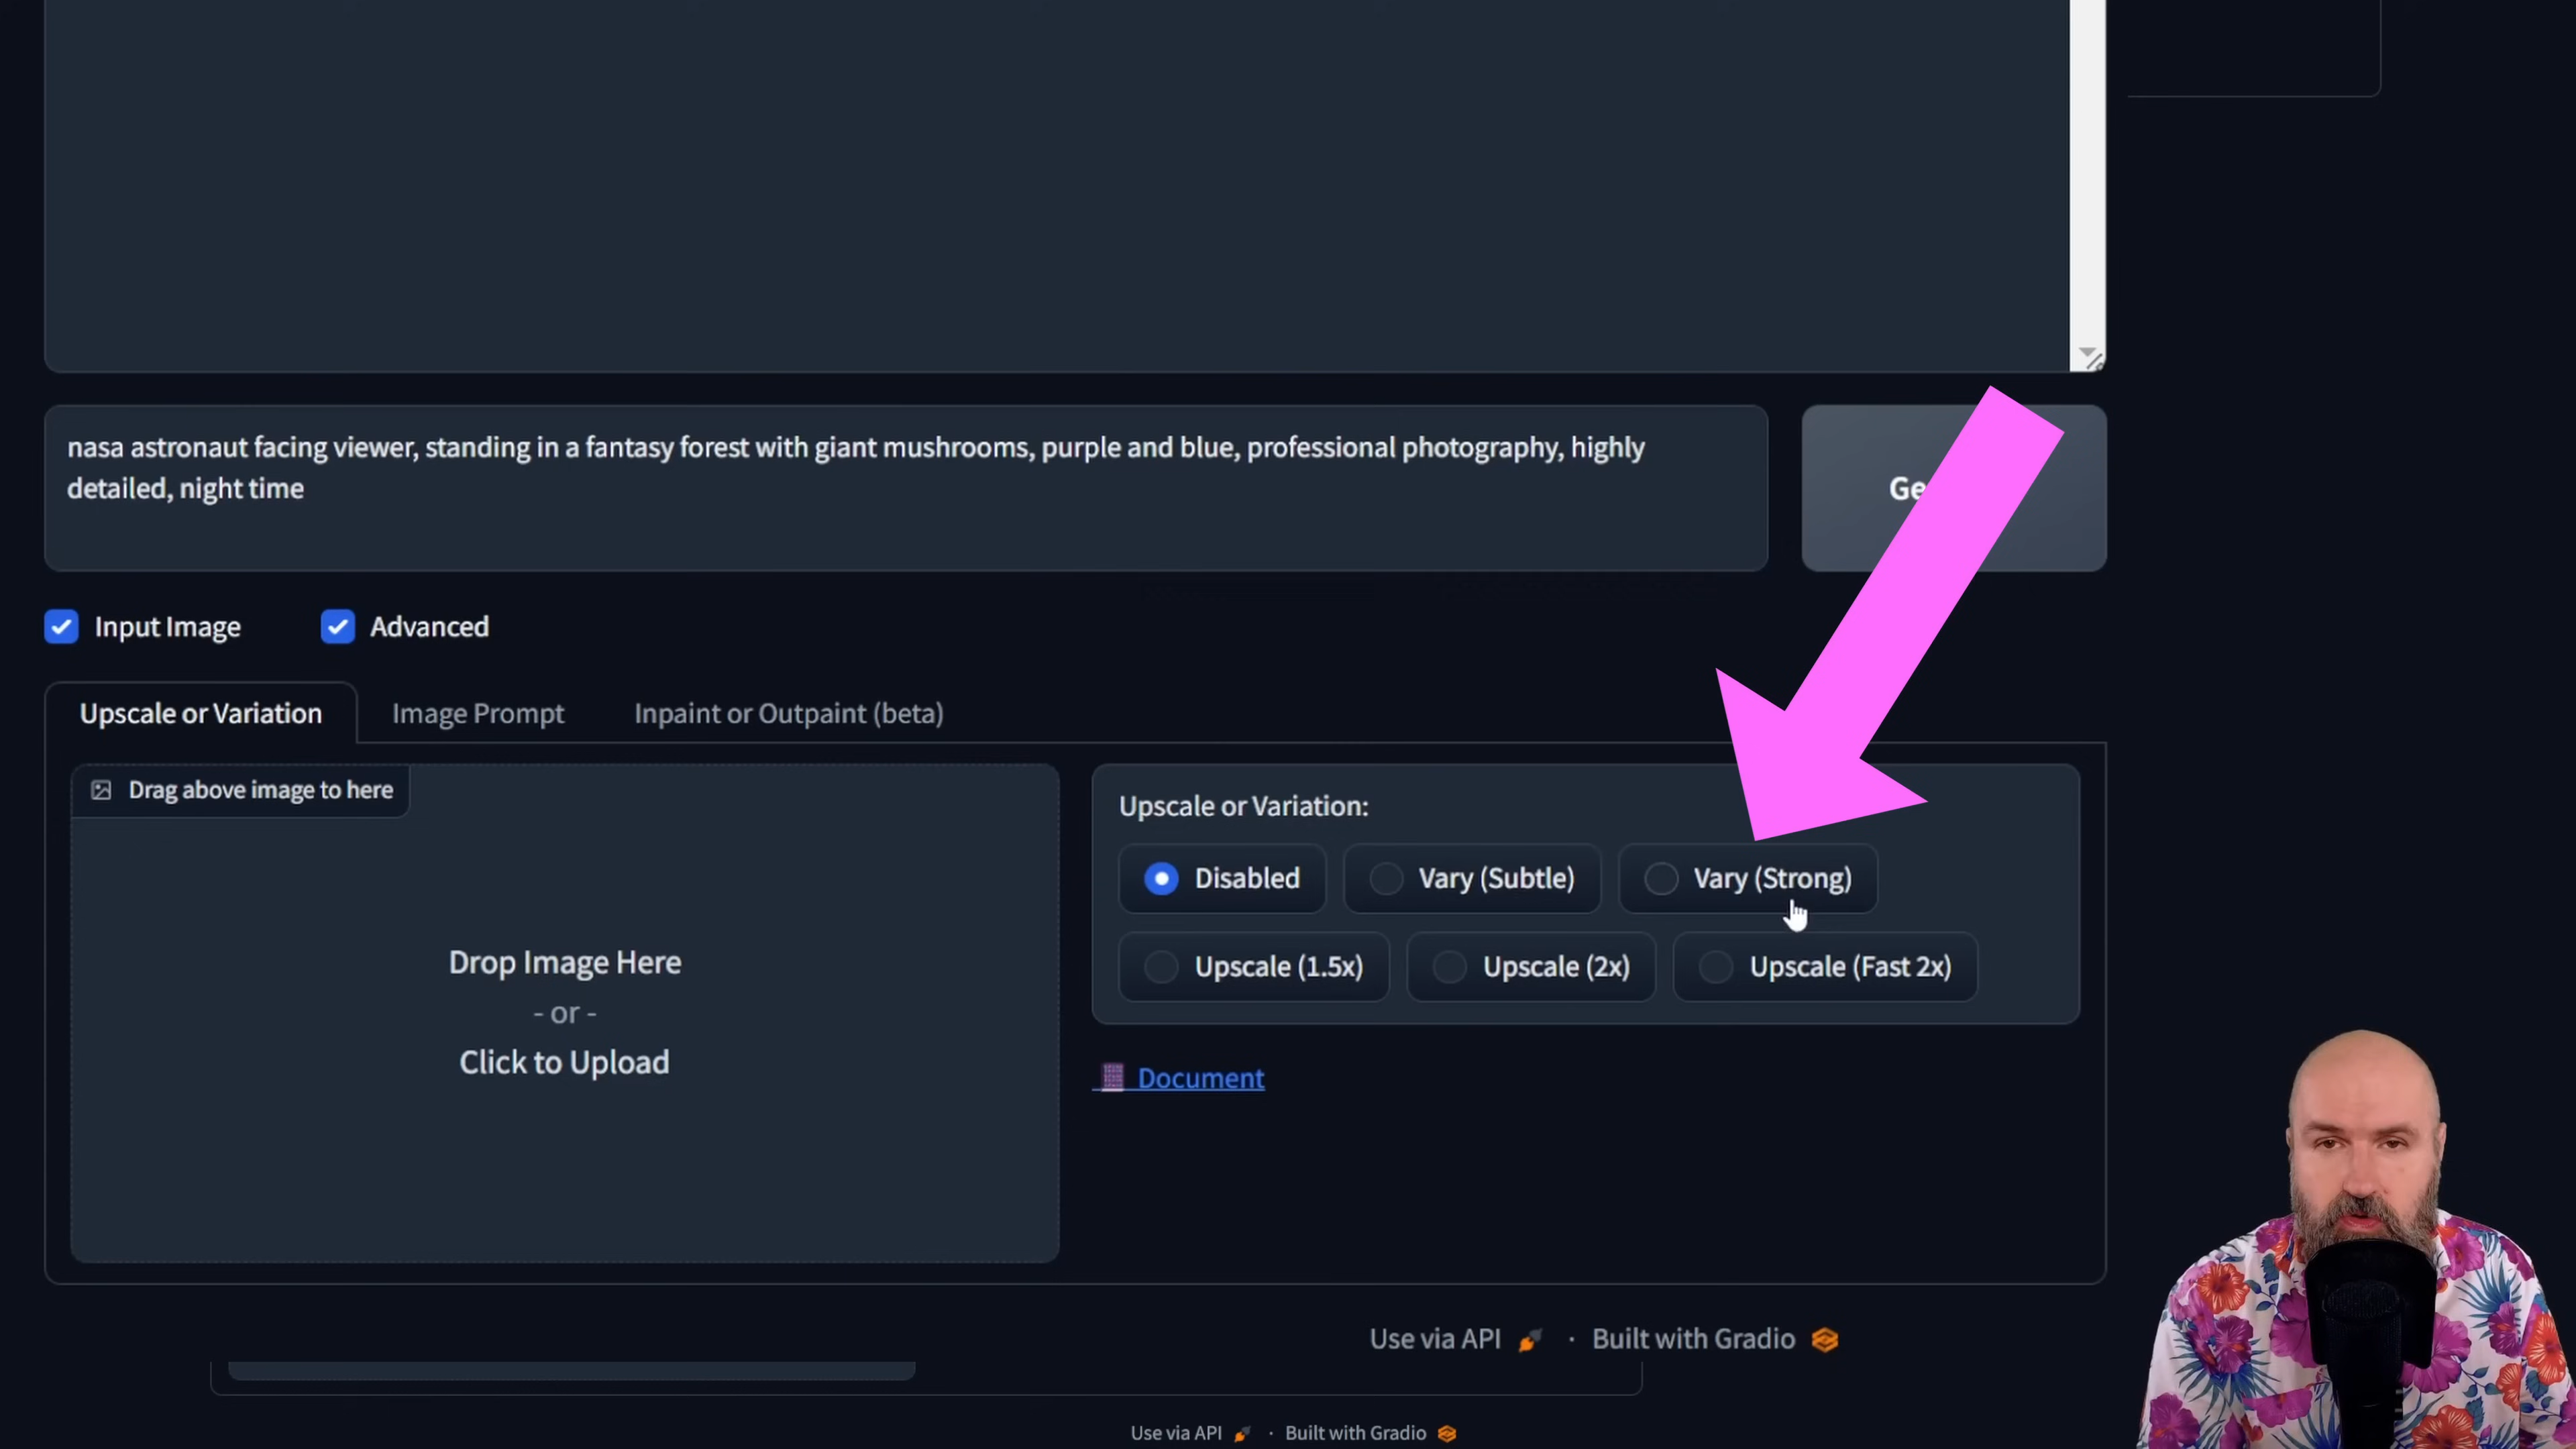 nasa astronaut facing viewer, standing in a fantasy forest with giant mushrooms, purple and blue, professional photography, highly
detailed, night time
Ge
Input Image
Advanced
Upscale or Variation
Image Prompt
Inpaint or Outpaint (beta)
Drag above image to here
Drop Image Here
- or -
Click to Upload
Upscale or Variation:
Disabled
Vary (Subtle)
Vary (Strong)
Upscale (1.5x)
Upscale (2x)
Upscale (Fast 2x)
Document
Use via API · Built with Gradio
Use via API · Built with Gradio